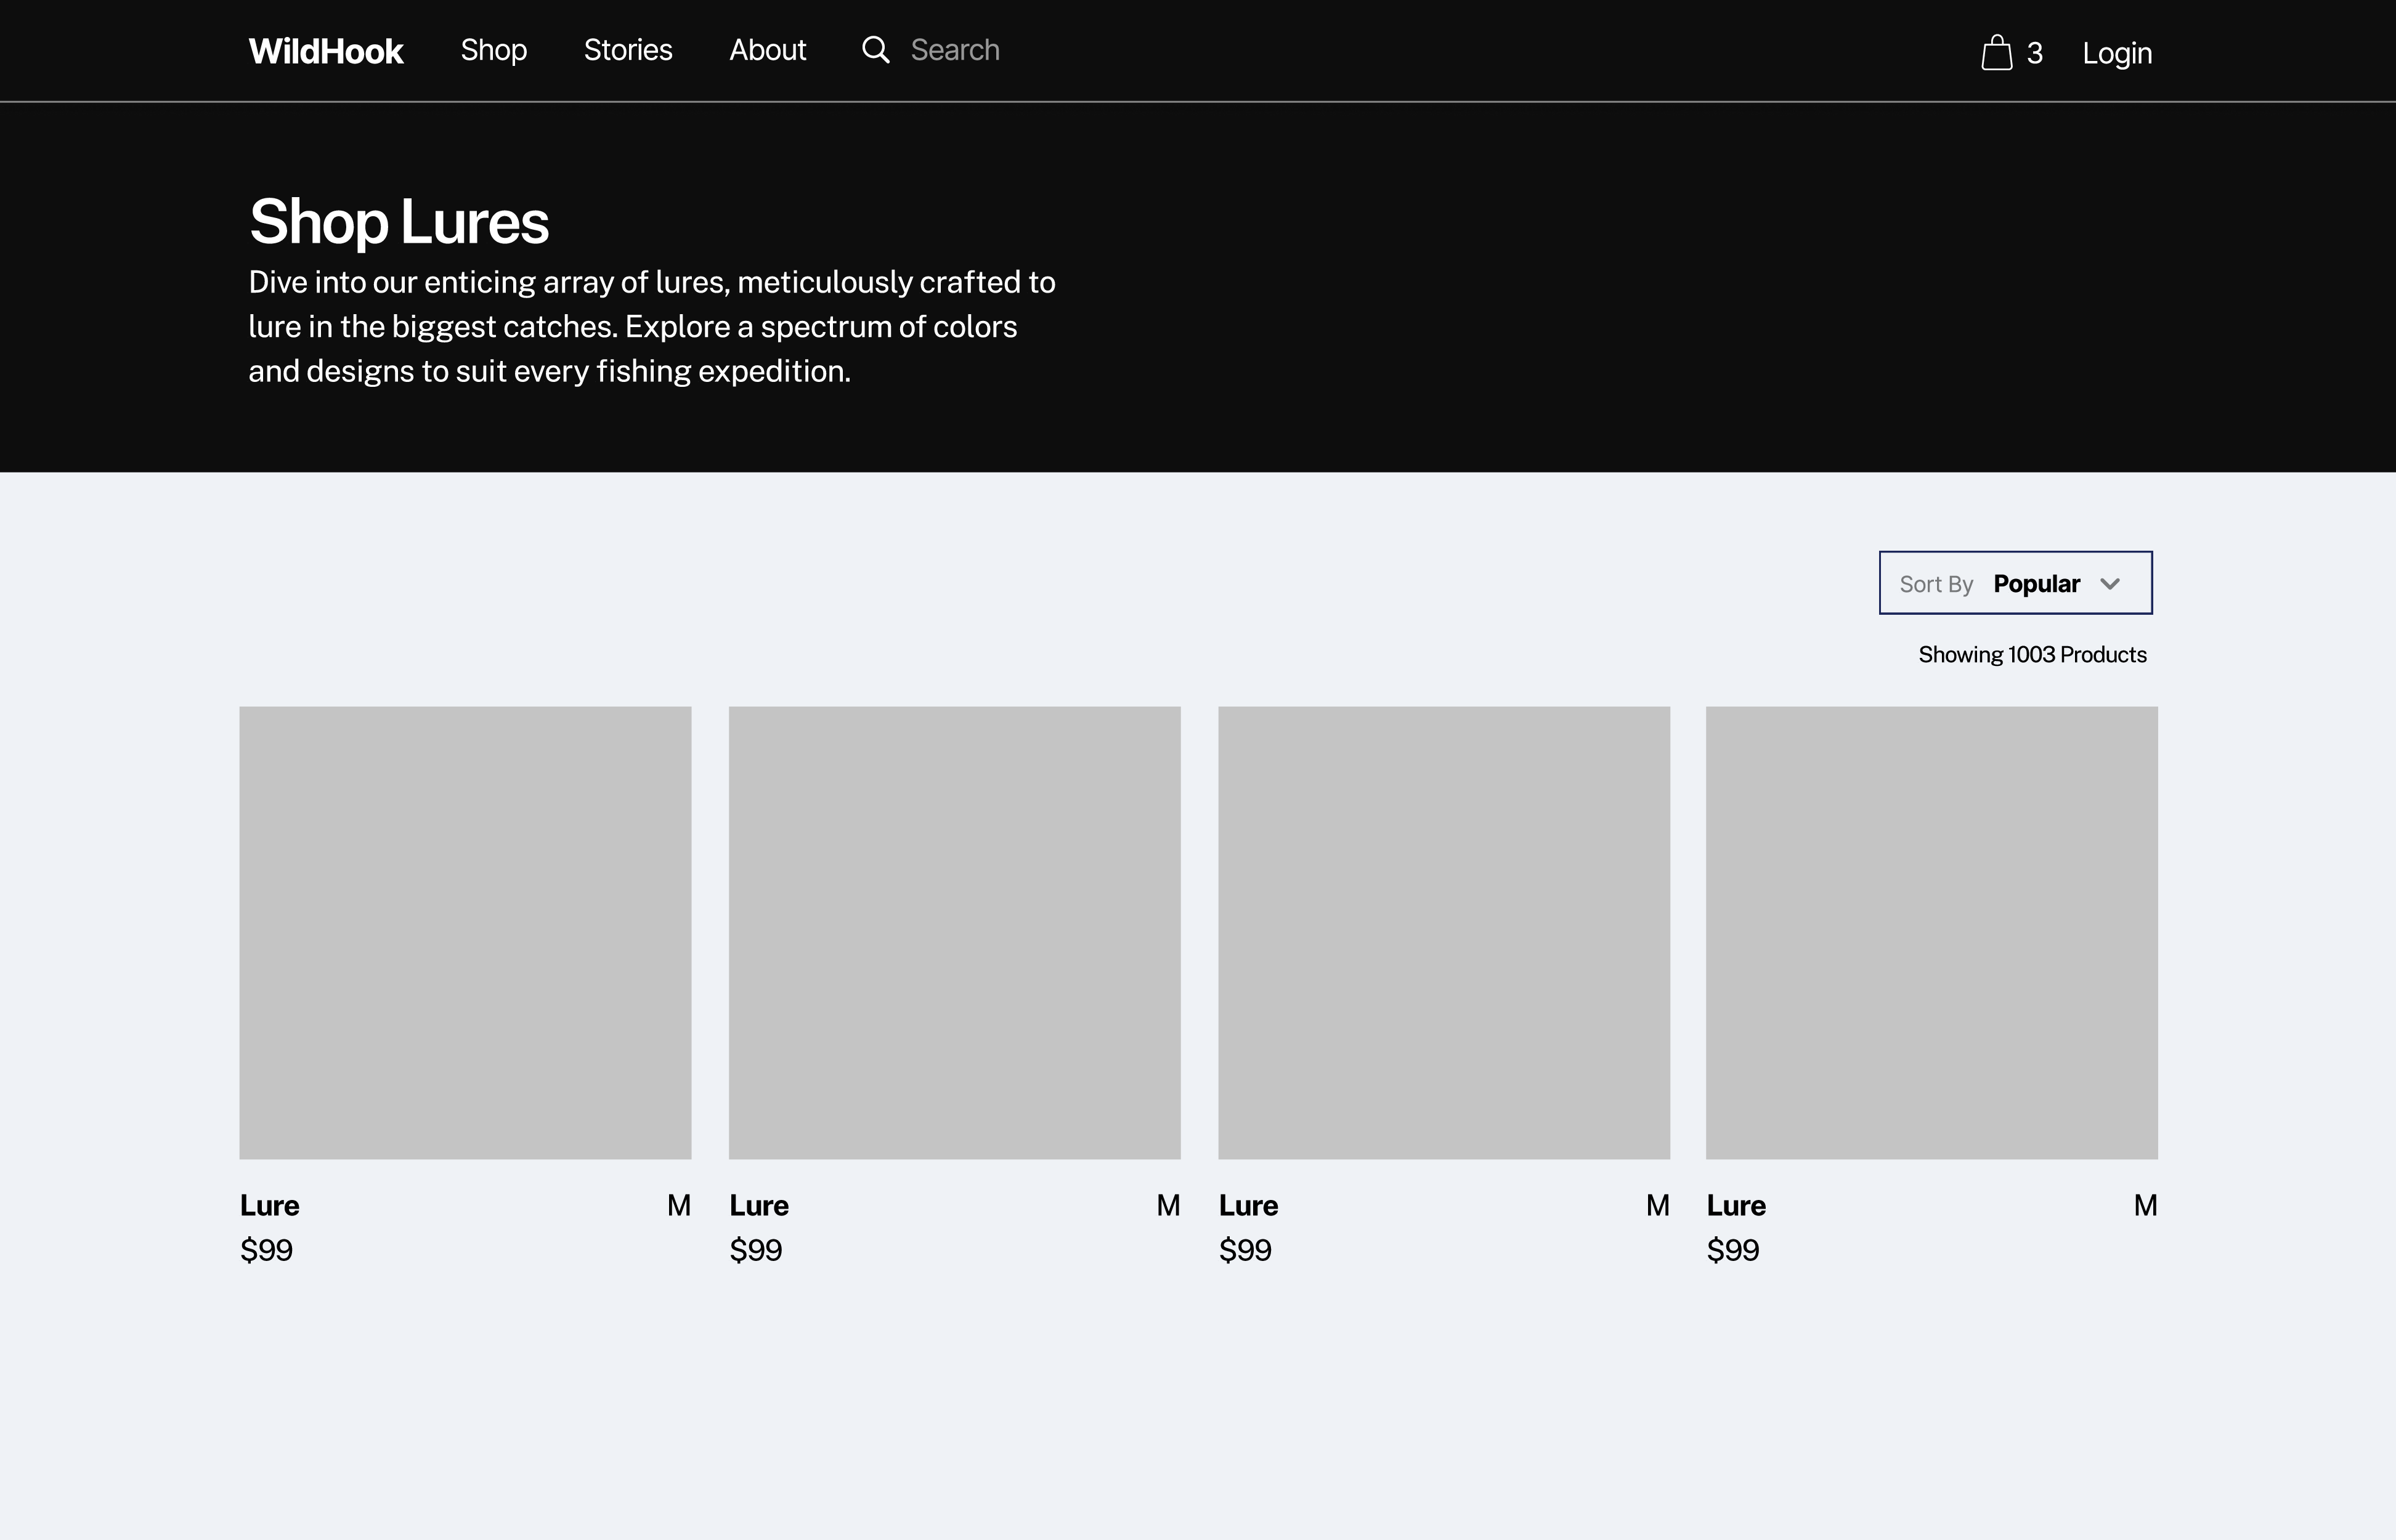 WildHook Shop Stories About Search 3 Login
Shop Lures
Dive into our enticing array of lures, meticulously crafted to
lure in the biggest catches. Explore a spectrum of colors
and designs to suit every fishing expedition.
Sort By Popular
Showing 1003 Products
Lure M Lure M Lure M Lure M
$99 $99 $99 $99